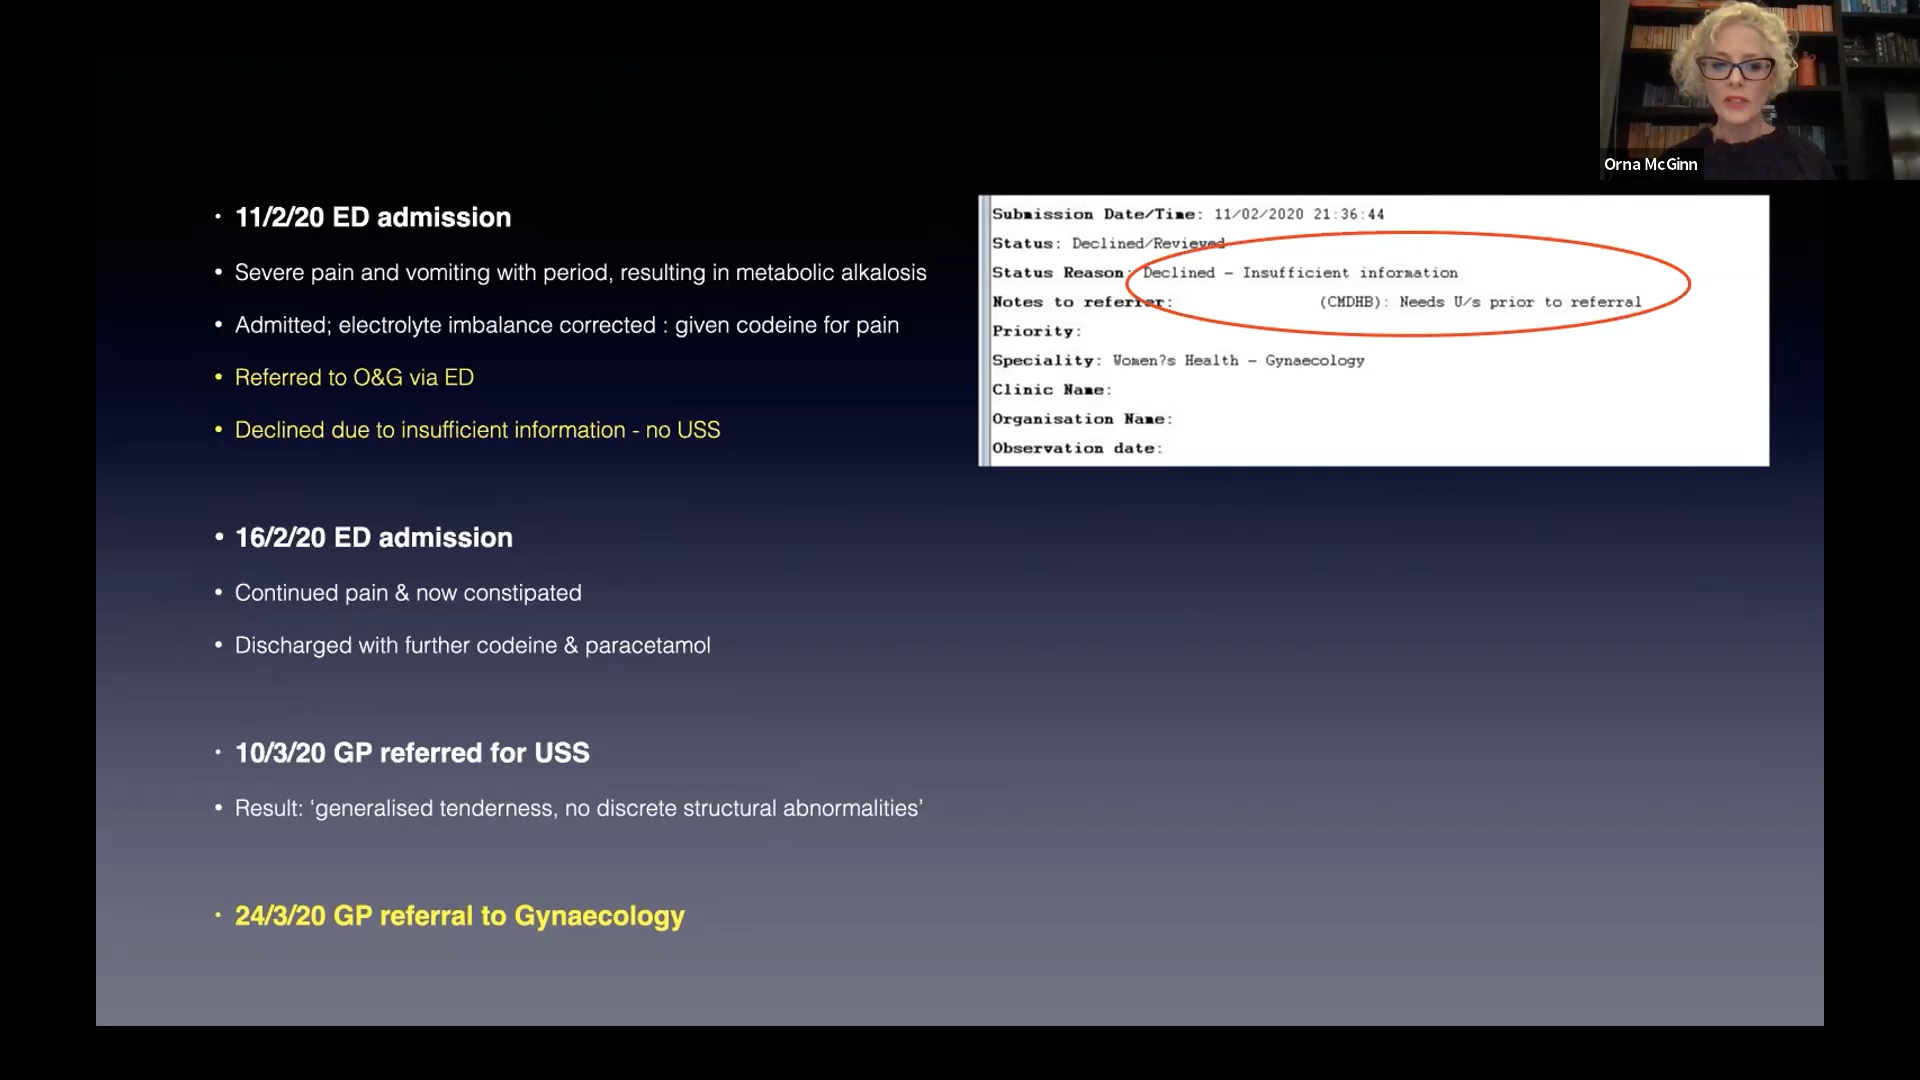 Orna McGinn
• 11/2/20 ED admission
• Severe pain and vomiting with period, resulting in metabolic alkalosis
• Admitted; electrolyte imbalance corrected : given codeine for pain
• Referred to O&G via ED
• Declined due to insufficient information - no USS
• 16/2/20 ED admission
• Continued pain & now constipated
• Discharged with further codeine & paracetamol
• 10/3/20 GP referred for USS
• Result: ‘generalised tenderness, no discrete structural abnormalities’
• 24/3/20 GP referral to Gynaecology
Submission Date/Time: 11/02/2020 21:36:44
Status: Declined/Reviewed
Status Reason: Declined - Insufficient information
Notes to referrer: (CMDHB): Needs U/s prior to referral
Priority:
Speciality: Women?s Health - Gynaecology
Clinic Name:
Organisation Name:
Observation date: